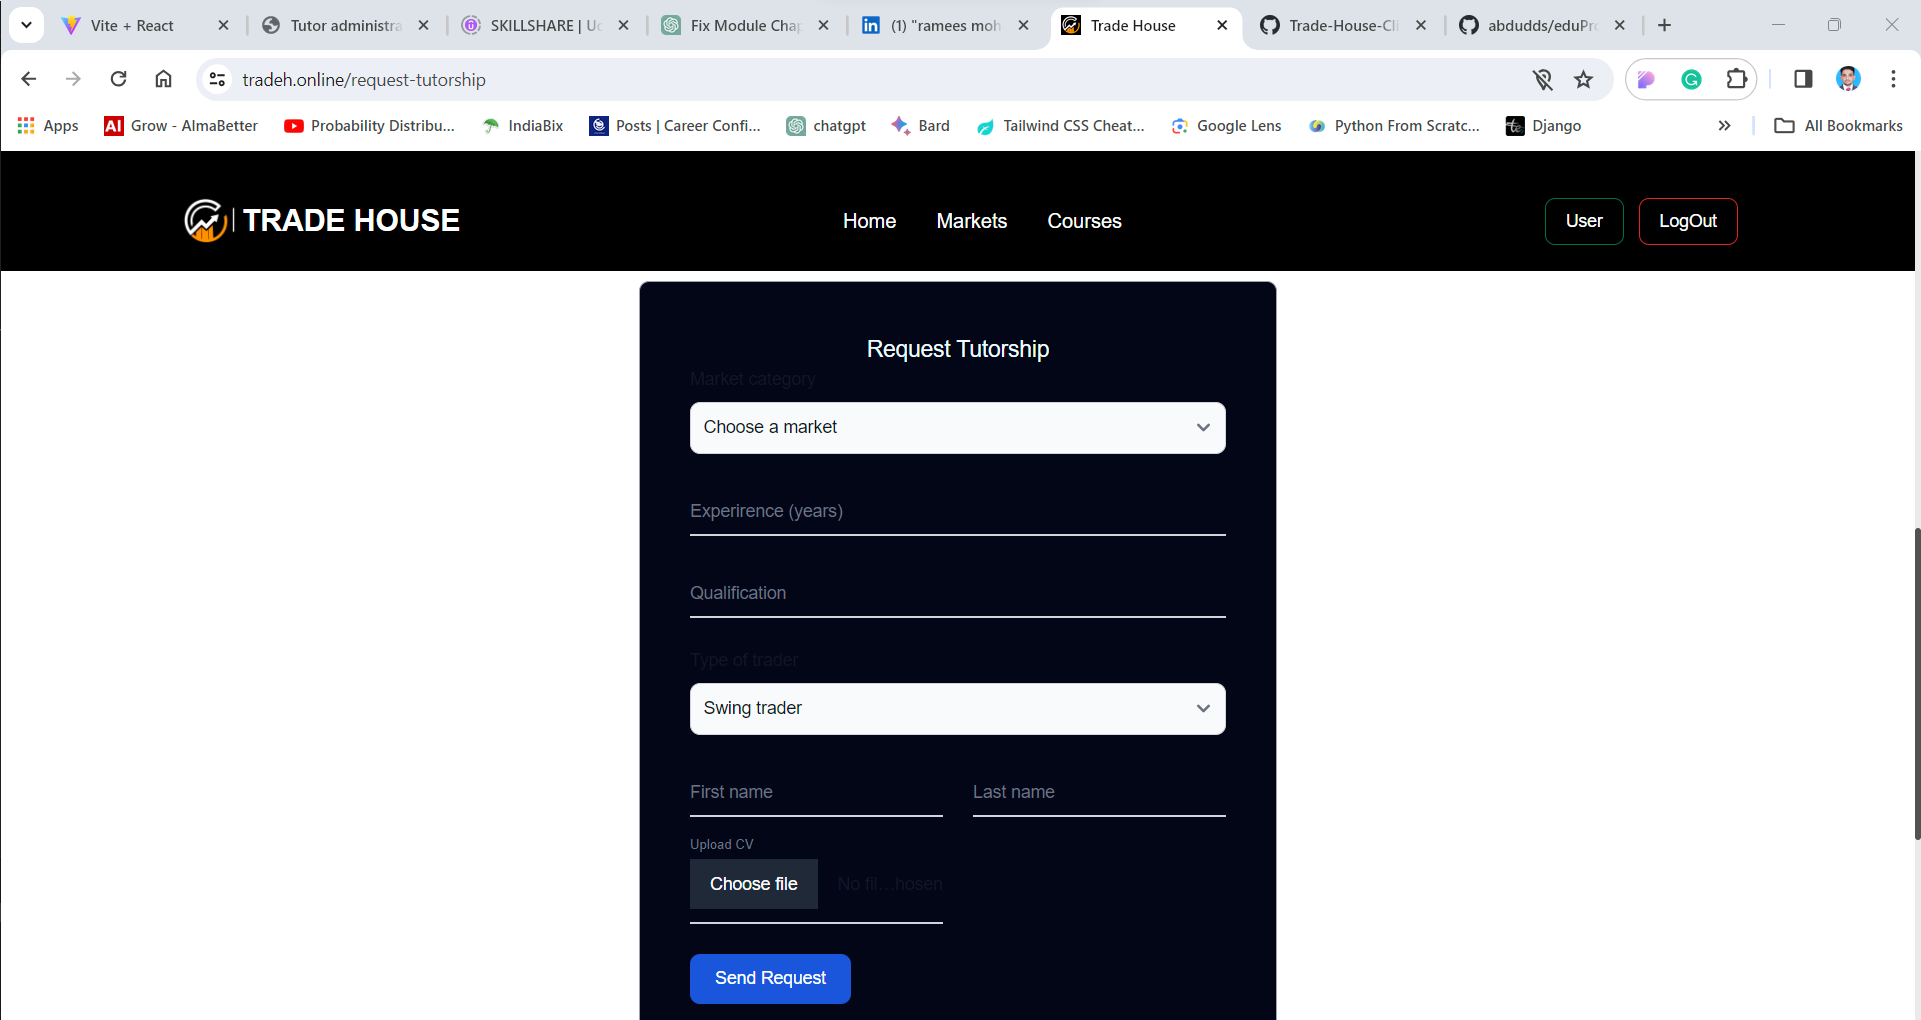 Vite + React
Tutor administra
SKILLSHARE | Uc
Fix Module Chap
(1) "ramees moh
Trade House
Trade-House-Cli
abdudds/eduPro
tradeh.online/request-tutorship
Apps
AI Grow - AlmaBetter
Probability Distribu...
IndiaBix
Posts | Career Confi...
chatgpt
Bard
Tailwind CSS Cheat...
Google Lens
Python From Scratc...
Django
All Bookmarks
| TRADE HOUSE
Home
Markets
Courses
User
LogOut
Request Tutorship
Market category
Choose a market
Experirence (years)
Qualification
Type of trader
Swing trader
First name
Last name
Upload CV
Choose file
No fil...hosen
Send Request